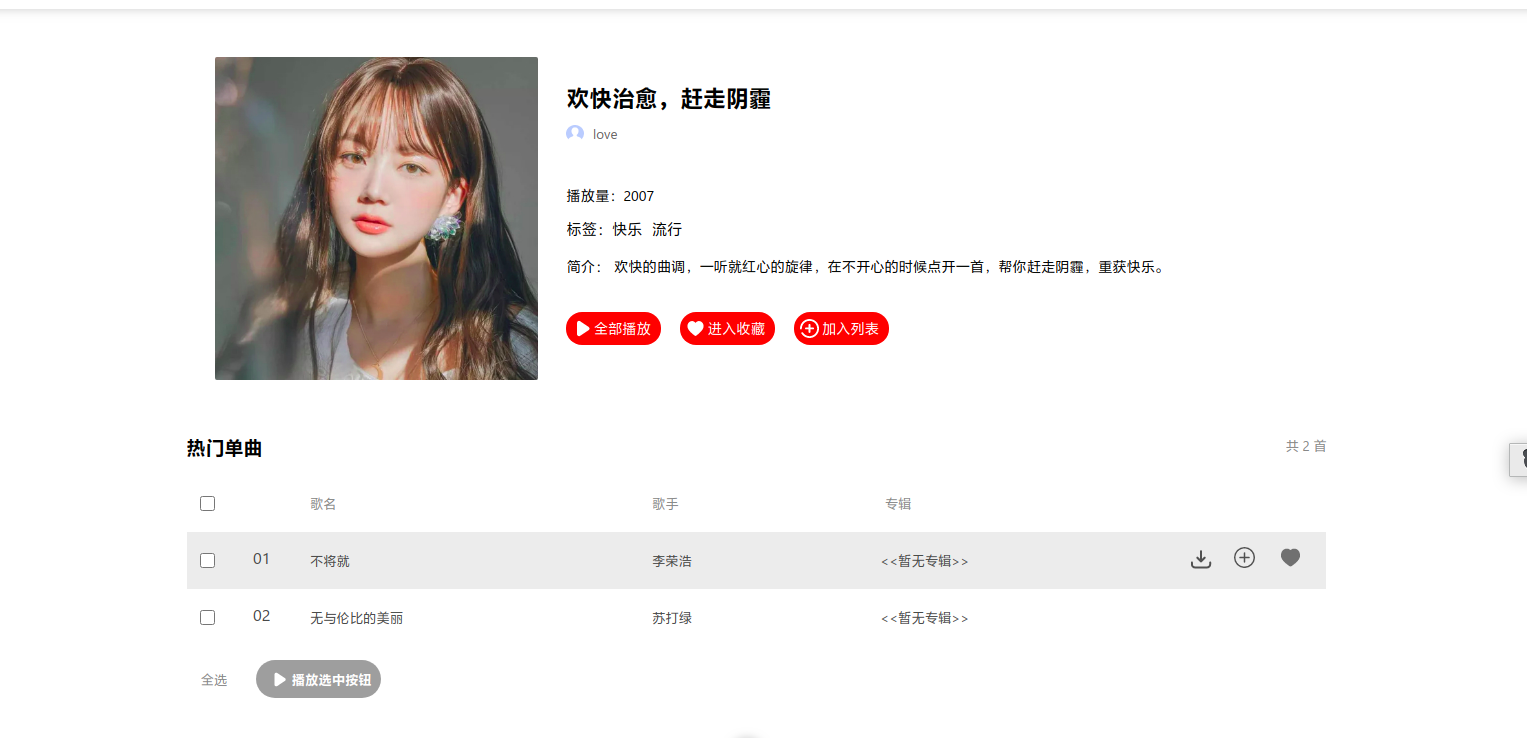 欢快治愈，赶走阴霾
love
播放量：2007
标签：快乐 流行
简介： 欢快的曲调，一听就红心的旋律，在不开心的时候点开一首，帮你赶走阴霾，重获快乐。
全部播放 进入收藏 加入列表
热门单曲 共 2 首
歌名 歌手 专辑
01 不将就 李荣浩 <<暂无专辑>>
02 无与伦比的美丽 苏打绿 <<暂无专辑>>
全选 播放选中按钮